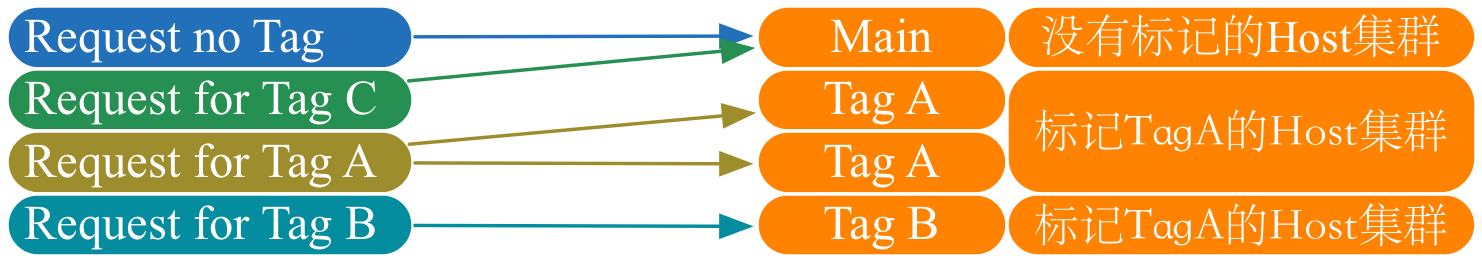 Request no Tag
Main
没有标记的Host集群
Request for Tag C
Tag A
标记TagA的Host集群
Request for Tag A
Tag A
Request for Tag B
Tag B
标记TagA的Host集群